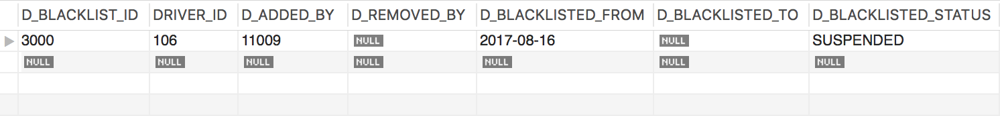 D_BLACKLIST_ID DRIVER_ID D_ADDED_BY D_REMOVED_BY D_BLACKLISTED_FROM D_BLACKLISTED_TO D_BLACKLISTED_STATUS
3000 106 11009 NULL 2017-08-16 NULL SUSPENDED
NULL NULL NULL NULL NULL NULL NULL